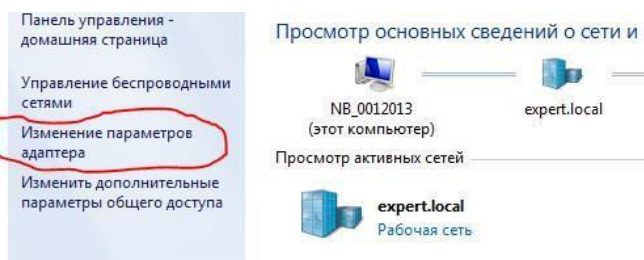 Панель управления -
домашняя страница
Управление беспроводными
сетями
Изменение параметров
адаптера
Изменить дополнительные
параметры общего доступа
Просмотр основных сведений о сети и
NB_0012013
(этот компьютер)
expert.local
Просмотр активных сетей
expert.local
Рабочая сеть